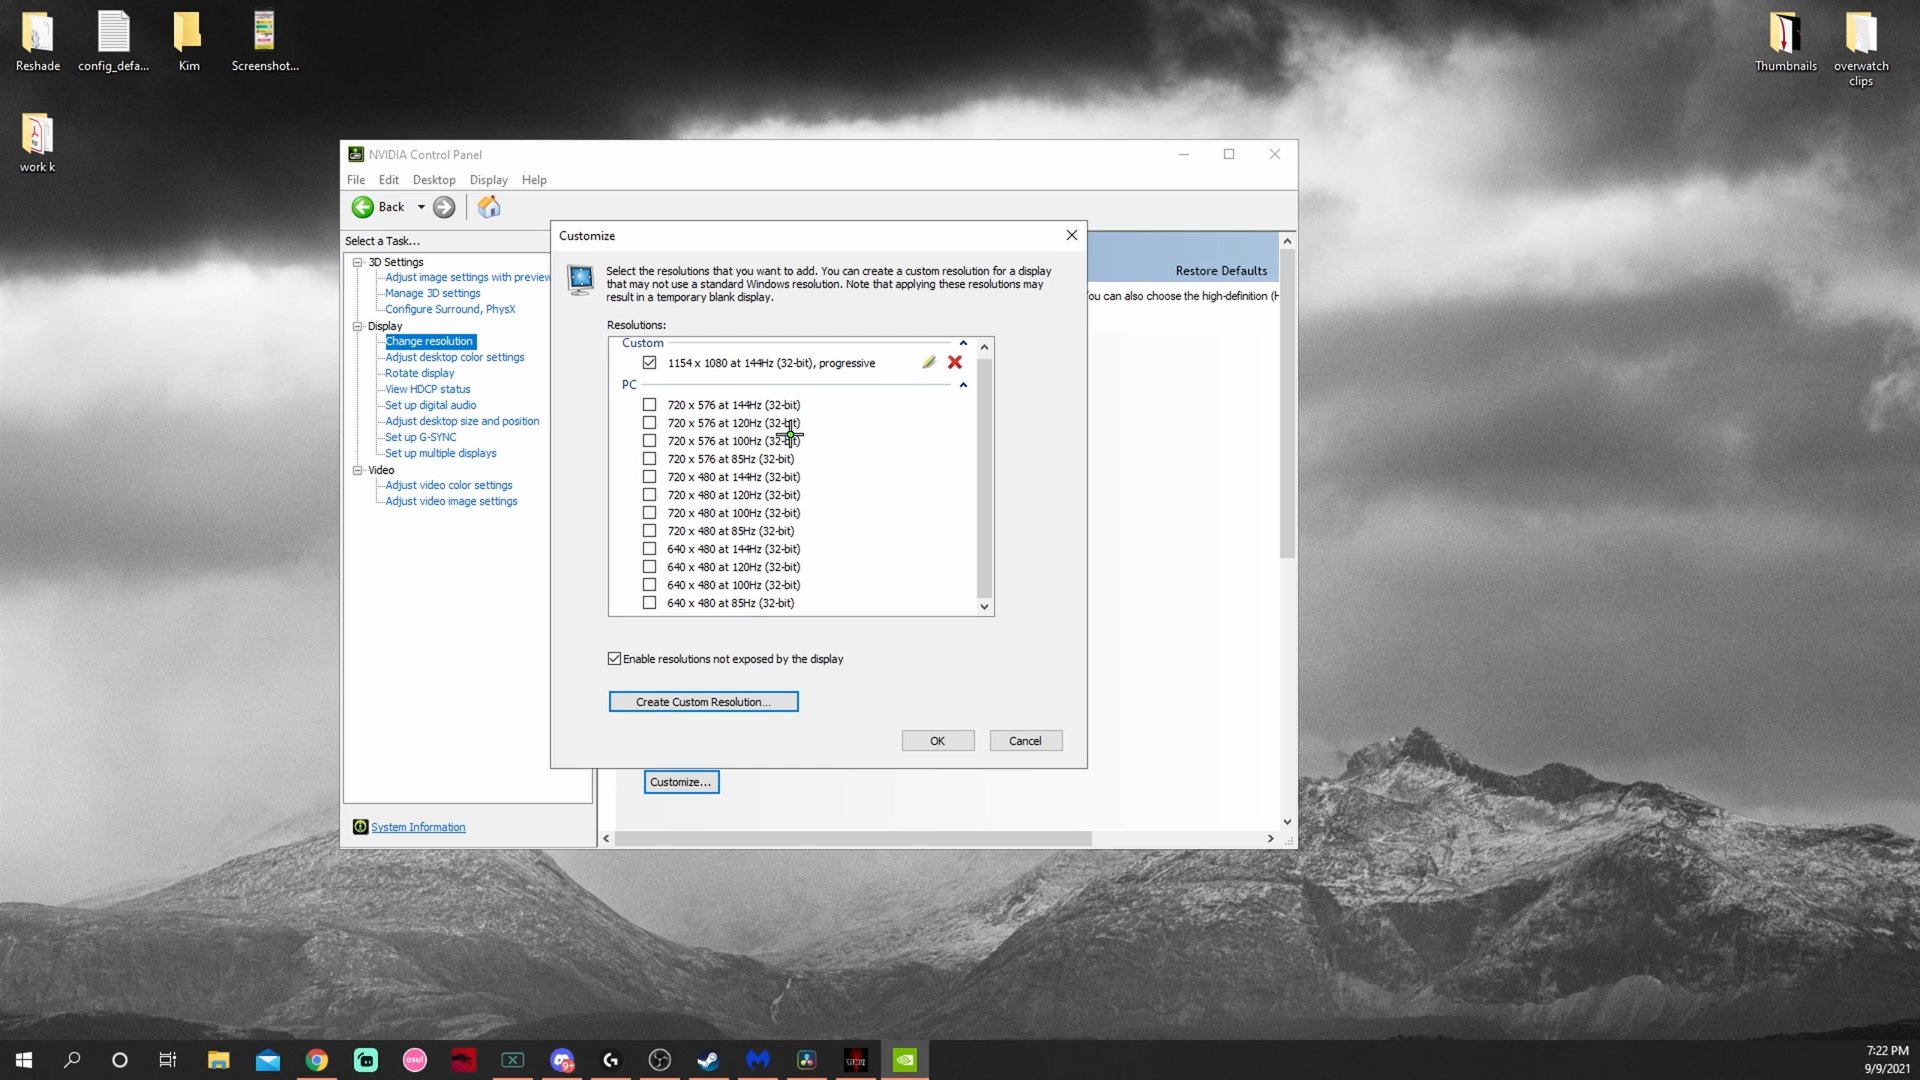 Reshade
config_defa...
Kim
Screenshot...
Thumbnails
overwatch
clips
work k
NVIDIA Control Panel
File Edit Desktop Display Help
Back
Select a Task...
3D Settings
Adjust image settings with preview
Manage 3D settings
Configure Surround, PhysX
Display
Change resolution
Adjust desktop color settings
Rotate display
View HDCP status
Set up digital audio
Adjust desktop size and position
Set up G-SYNC
Set up multiple displays
Video
Adjust video color settings
Adjust video image settings
System Information
Restore Defaults
ou can also choose the high-definition (H
Customize
Select the resolutions that you want to add. You can create a custom resolution for a display
that may not use a standard Windows resolution. Note that applying these resolutions may
result in a temporary blank display.
Resolutions:
Custom
1154 x 1080 at 144Hz (32-bit), progressive
PC
720 x 576 at 144Hz (32-bit)
720 x 576 at 120Hz (32-bit)
720 x 576 at 100Hz (32-bit)
720 x 576 at 85Hz (32-bit)
720 x 480 at 144Hz (32-bit)
720 x 480 at 120Hz (32-bit)
720 x 480 at 100Hz (32-bit)
720 x 480 at 85Hz (32-bit)
640 x 480 at 144Hz (32-bit)
640 x 480 at 120Hz (32-bit)
640 x 480 at 100Hz (32-bit)
640 x 480 at 85Hz (32-bit)
Enable resolutions not exposed by the display
Create Custom Resolution...
OK Cancel
Customize...
osu!
9+
7:22 PM
9/9/2021